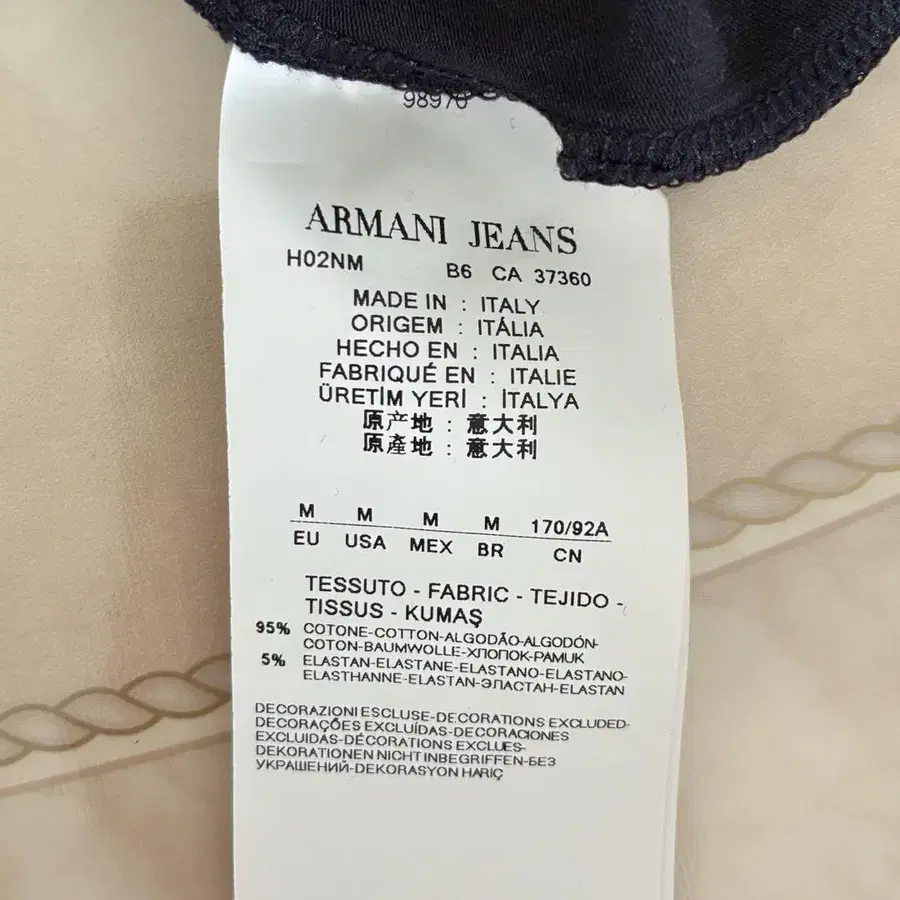 98970
ARMANI JEANS
H02NM B6 CA 37360
MADE IN : ITALY
ORIGEM : ITÁLIA
HECHO EN : ITALIA
FABRIQUÉ EN : ITALIE
ÜRETİM YERİ : İTALYA
原产地 : 意大利
原產地 : 意大利
M M M M 170/92A
EU USA MEX BR CN
TESSUTO - FABRIC - TEJIDO -
TISSUS - KUMAŞ
95% COTONE-COTTON-ALGODÃO-ALGODÓN-
COTON-BAUMWOLLE-ХЛОПОК-PAMUK
5% ELASTAN-ELASTANE-ELASTANO-ELASTANO-
ELASTHANNE-ELASTAN-ЭЛАСТАН-ELASTAN
DECORAZIONI ESCLUSE-DECORATIONS EXCLUDED-
DECORAÇÕES EXCLUÍDAS-DECORACIONES
EXCLUIDAS-DÉCORATIONS EXCLUES-
DEKORATIONEN NICHT INBEGRIFFEN-БЕЗ
УКРАШЕНИЙ-DEKORASYON HARİÇ